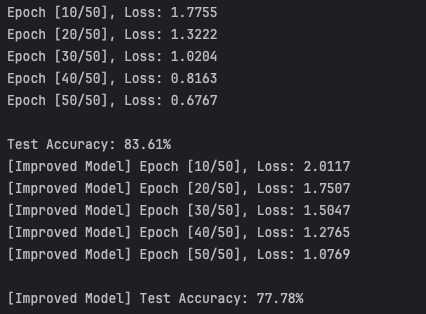 Epoch [10/50], Loss: 1.7755
Epoch [20/50], Loss: 1.3222
Epoch [30/50], Loss: 1.0204
Epoch [40/50], Loss: 0.8163
Epoch [50/50], Loss: 0.6767
Test Accuracy: 83.61%
[Improved Model] Epoch [10/50], Loss: 2.0117
[Improved Model] Epoch [20/50], Loss: 1.7507
[Improved Model] Epoch [30/50], Loss: 1.5047
[Improved Model] Epoch [40/50], Loss: 1.2765
[Improved Model] Epoch [50/50], Loss: 1.0769
[Improved Model] Test Accuracy: 77.78%